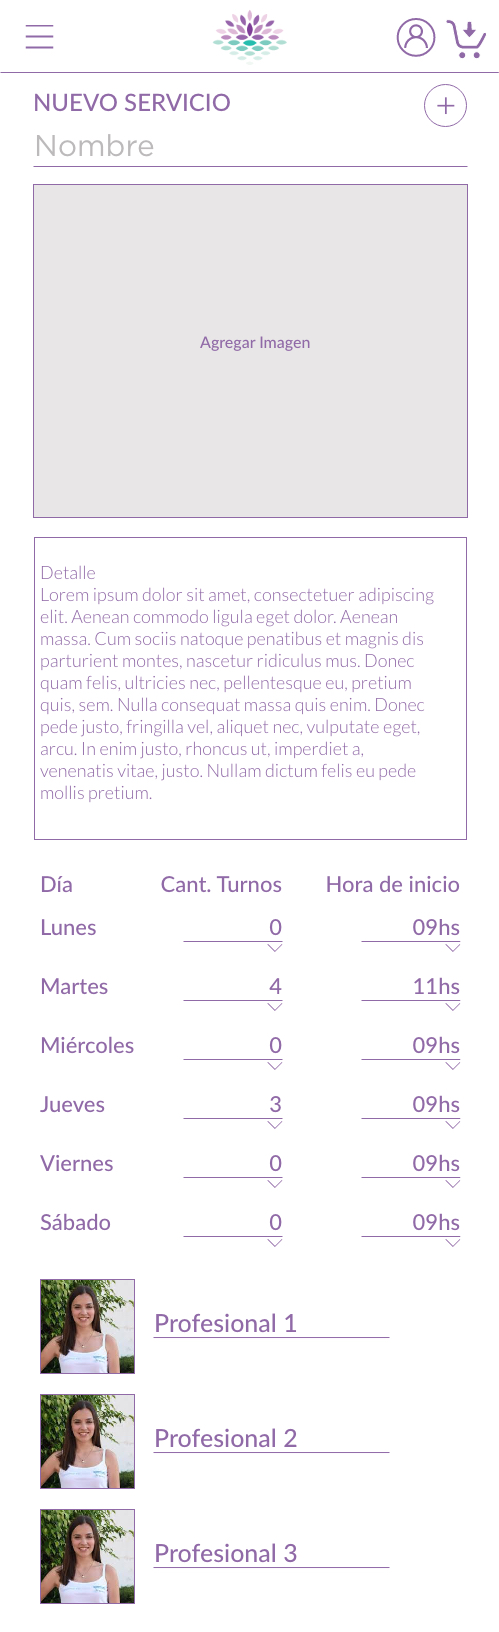 NUEVO SERVICIO
Nombre
Agregar Imagen
Detalle
Lorem ipsum dolor sit amet, consectetuer adipiscing
elit. Aenean commodo ligula eget dolor. Aenean
massa. Cum sociis natoque penatibus et magnis dis
parturient montes, nascetur ridiculus mus. Donec
quam felis, ultricies nec, pellentesque eu, pretium
quis, sem. Nulla consequat massa quis enim. Donec
pede justo, fringilla vel, aliquet nec, vulputate eget,
arcu. In enim justo, rhoncus ut, imperdiet a,
venenatis vitae, justo. Nullam dictum felis eu pede
mollis pretium.
Día Cant. Turnos Hora de inicio
Lunes 0 09hs
Martes 4 11hs
Miércoles 0 09hs
Jueves 3 09hs
Viernes 0 09hs
Sábado 0 09hs
Profesional 1
Profesional 2
Profesional 3